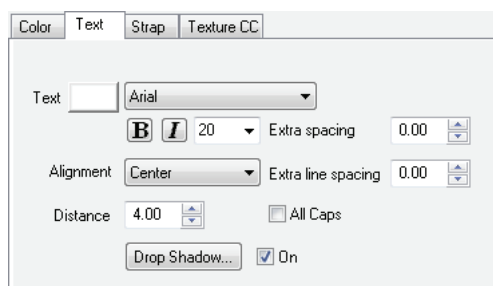 Color Text Strap Texture CC
Text Arial
B I 20 Extra spacing 0.00
Alignment Center Extra line spacing 0.00
Distance 4.00 All Caps
Drop Shadow... On